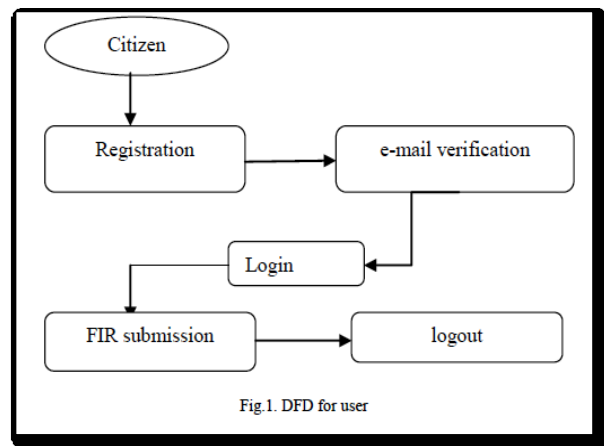 Citizen
Registration
e-mail verification
Login
FIR submission
logout
Fig.1. DFD for user